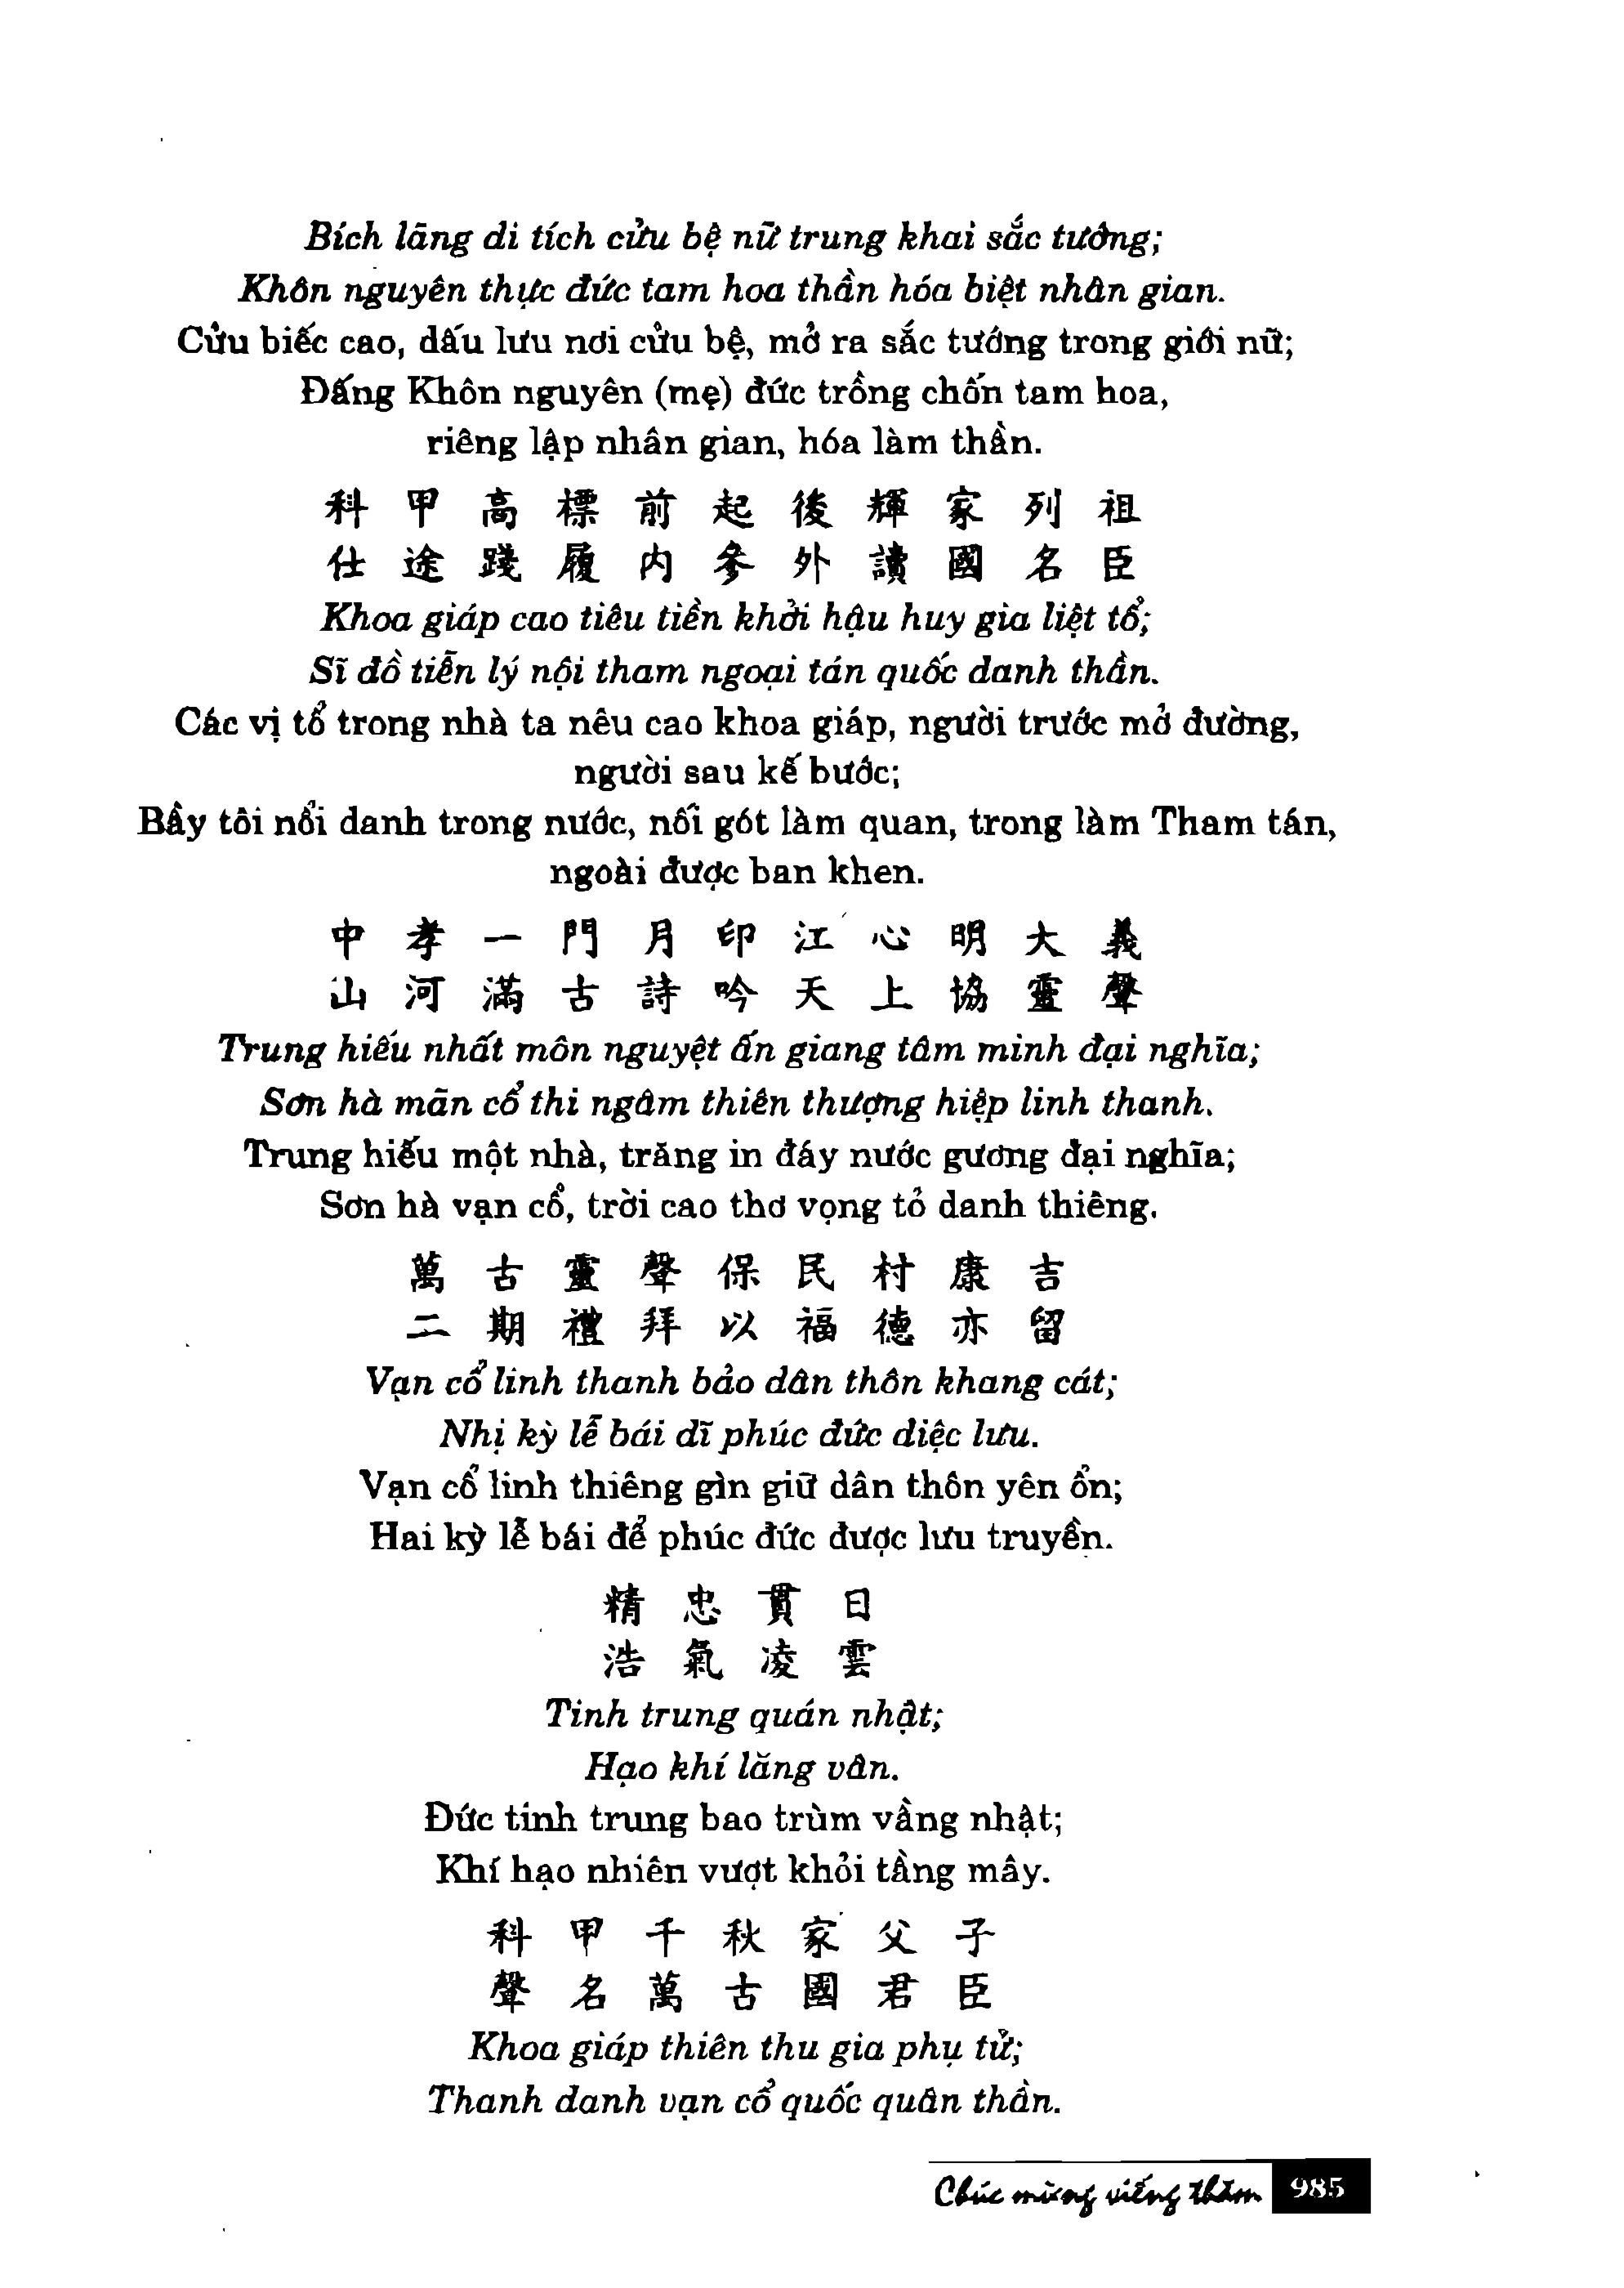 Bích lãng di tích cửu bệ nữ trung khai sắc tướng;
Khôn nguyên thực đức tam hoa thần hóa biệt nhân gian.
Cửu biếc cao, dấu lưu nơi cửu bệ, mở ra sắc tướng trong giới nữ;
Đấng Khôn nguyên (mẹ) đức trồng chốn tam hoa,
riêng lập nhân gian, hóa làm thần.
科甲高標前起後輝家列祖
仕途踐履内參外讚國名臣
Khoa giáp cao tiêu tiền khởi hậu huy gia liệt tổ;
Sĩ đồ tiễn lý nội tham ngoại tán quốc danh thần.
Các vị tổ trong nhà ta nêu cao khoa giáp, người trước mở đường,
người sau kế bước;
Bầy tôi nổi danh trong nước, nối gót làm quan, trong làm Tham tán,
ngoài được ban khen.
中孝一門月印江心明大義
山河滿古詩吟天上協靈聲
Trung hiếu nhất môn nguyệt ấn giang tâm minh đại nghĩa;
Sơn hà mãn cổ thi ngâm thiên thượng hiệp linh thanh.
Trung hiếu một nhà, trăng in đáy nước gương đại nghĩa;
Sơn hà vạn cổ, trời cao thơ vọng tỏ danh thiêng.
萬古靈聲保民村康吉
二期禮拜以福德亦留
Vạn cổ linh thanh bảo dân thôn khang cát;
Nhị kỳ lễ bái dĩ phúc đức diệc lưu.
Vạn cổ linh thiêng gìn giữ dân thôn yên ổn;
Hai kỳ lễ bái để phúc đức được lưu truyền.
精忠貫日
浩氣凌雲
Tinh trung quán nhật;
Hạo khí lăng vân.
Đức tinh trung bao trùm vầng nhật;
Khí hạo nhiên vượt khỏi tầng mây.
科甲千秋家父子
聲名萬古國君臣
Khoa giáp thiên thu gia phụ tử;
Thanh danh vạn cổ quốc quân thần.
Chúc mừng viếng thăm 985